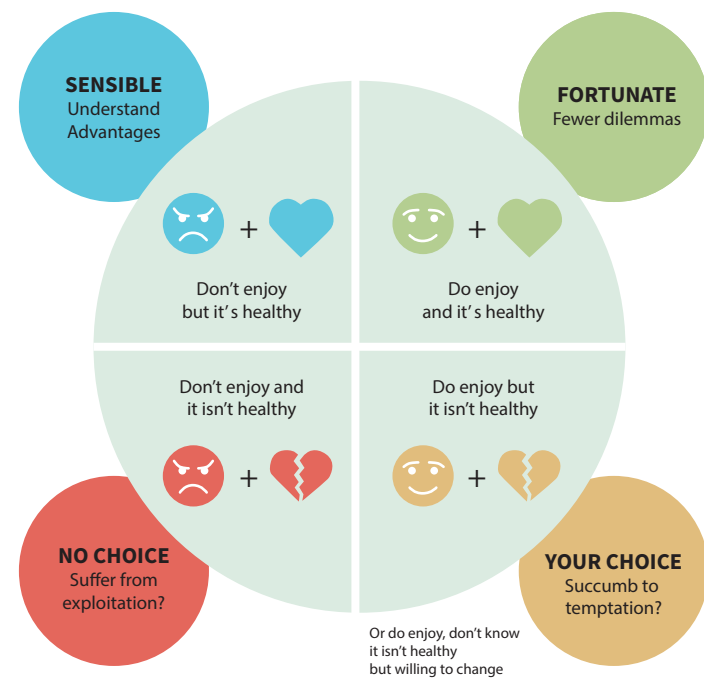 SENSIBLE
Understand
Advantages
FORTUNATE
Fewer dilemmas
+
+
Don't enjoy
but it' s healthy
Do enjoy
and it' s healthy
Don't enjoy and
it isn't healthy
Do enjoy but
it isn't healthy
+
+
NO CHOICE
Suffer from
exploitation?
YOUR CHOICE
Succumb to
temptation?
Or do enjoy, don't know
it isn't healthy
but willing to change